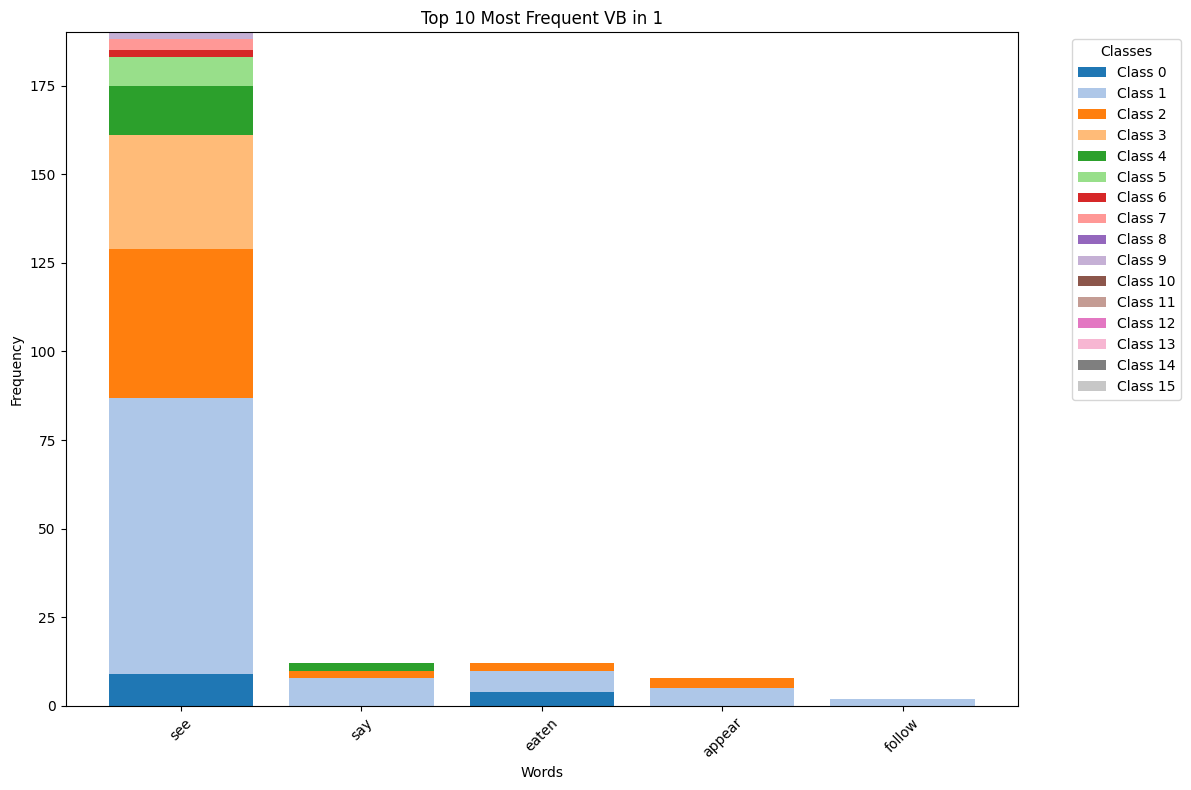 Top 10 Most Frequent VB in 1
Classes
Class 0
Class 1
Class 2
Class 3
Class 4
Class 5
Class 6
Class 7
Class 8
Class 9
Class 10
Class 11
Class 12
Class 13
Class 14
Class 15
Frequency
175
150
125
100
75
50
25
0
see
say
eaten
appear
follow
Words